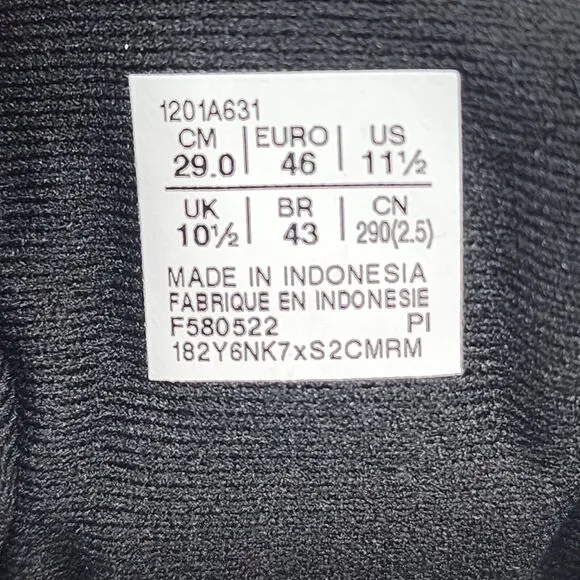 1201A631
CM | EURO | US
29.0 | 46 | 11½
UK | BR | CN
10½ | 43 | 290(2.5)
MADE IN INDONESIA
FABRIQUE EN INDONESIE
F580522 PI
182Y6NK7xS2CMRM